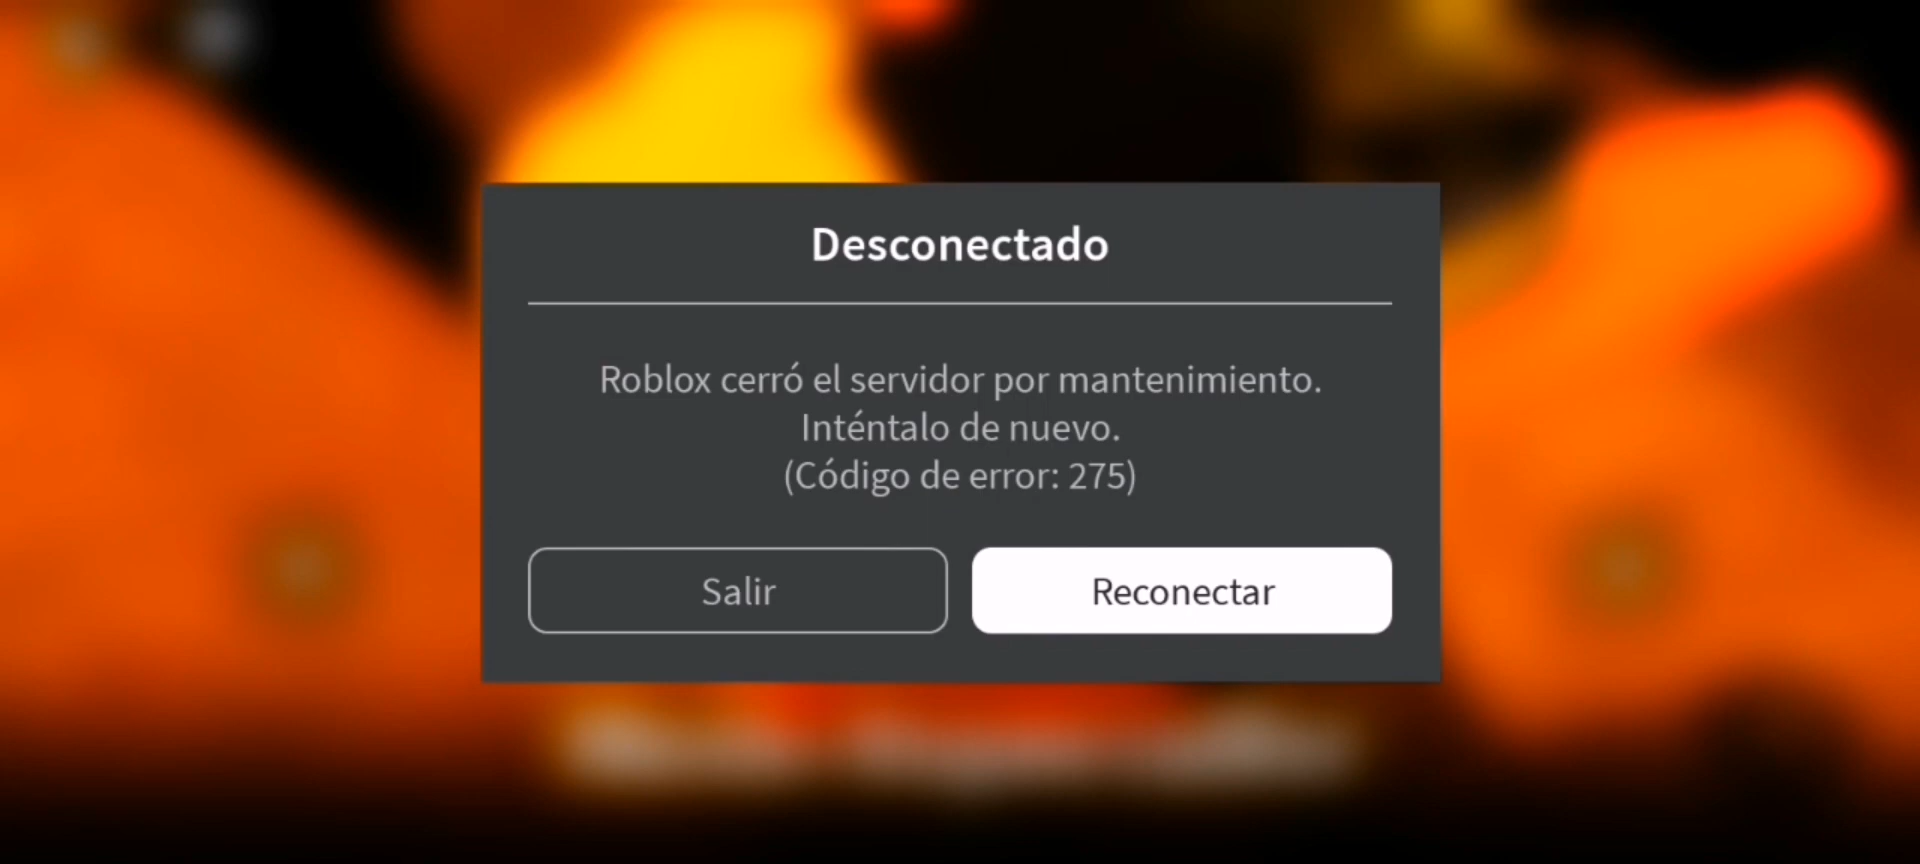 Desconectado
Roblox cerró el servidor por mantenimiento.
Inténtalo de nuevo.
(Código de error: 275)
Salir
Reconectar